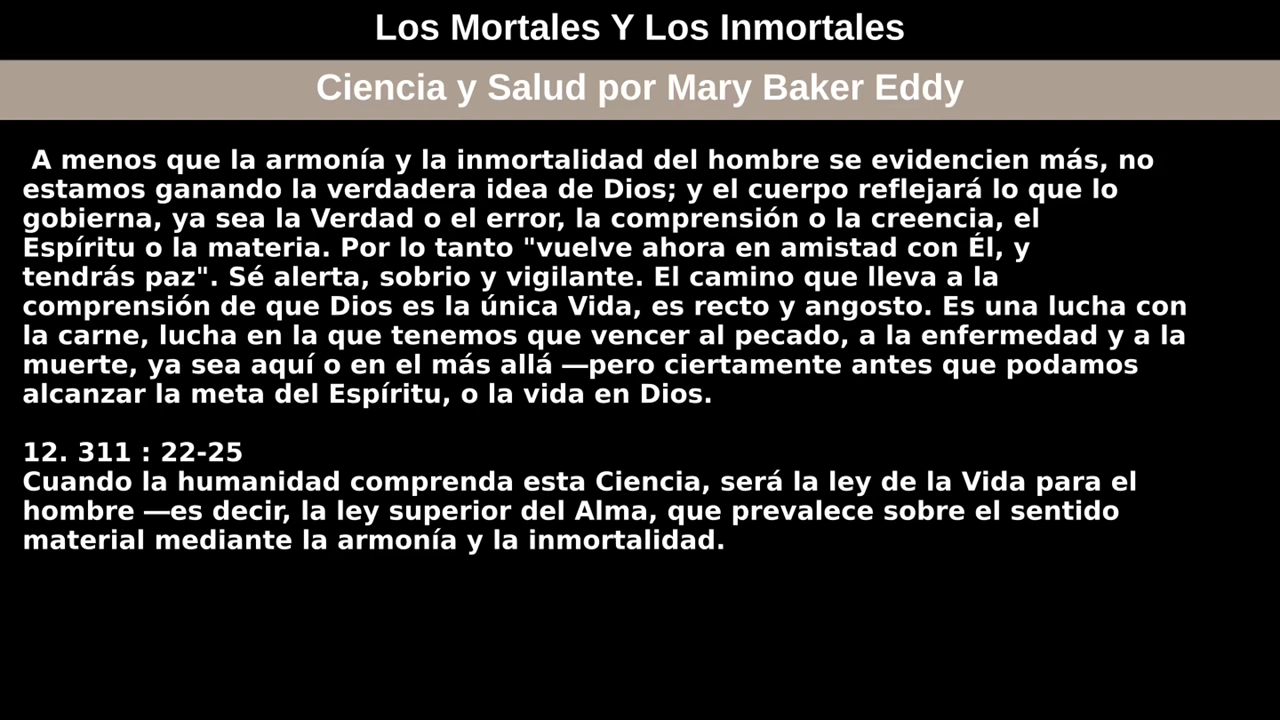 Los Mortales Y Los Inmortales
Ciencia y Salud por Mary Baker Eddy
A menos que la armonía y la inmortalidad del hombre se evidencien más, no
estamos ganando la verdadera idea de Dios; y el cuerpo reflejará lo que lo
gobierna, ya sea la Verdad o el error, la comprensión o la creencia, el
Espíritu o la materia. Por lo tanto "vuelve ahora en amistad con Él, y
tendrás paz". Sé alerta, sobrio y vigilante. El camino que lleva a la
comprensión de que Dios es la única Vida, es recto y angosto. Es una lucha con
la carne, lucha en la que tenemos que vencer al pecado, a la enfermedad y a la
muerte, ya sea aquí o en el más allá —pero ciertamente antes que podamos
alcanzar la meta del Espíritu, o la vida en Dios.
12. 311 : 22-25
Cuando la humanidad comprenda esta Ciencia, será la ley de la Vida para el
hombre —es decir, la ley superior del Alma, que prevalece sobre el sentido
material mediante la armonía y la inmortalidad.